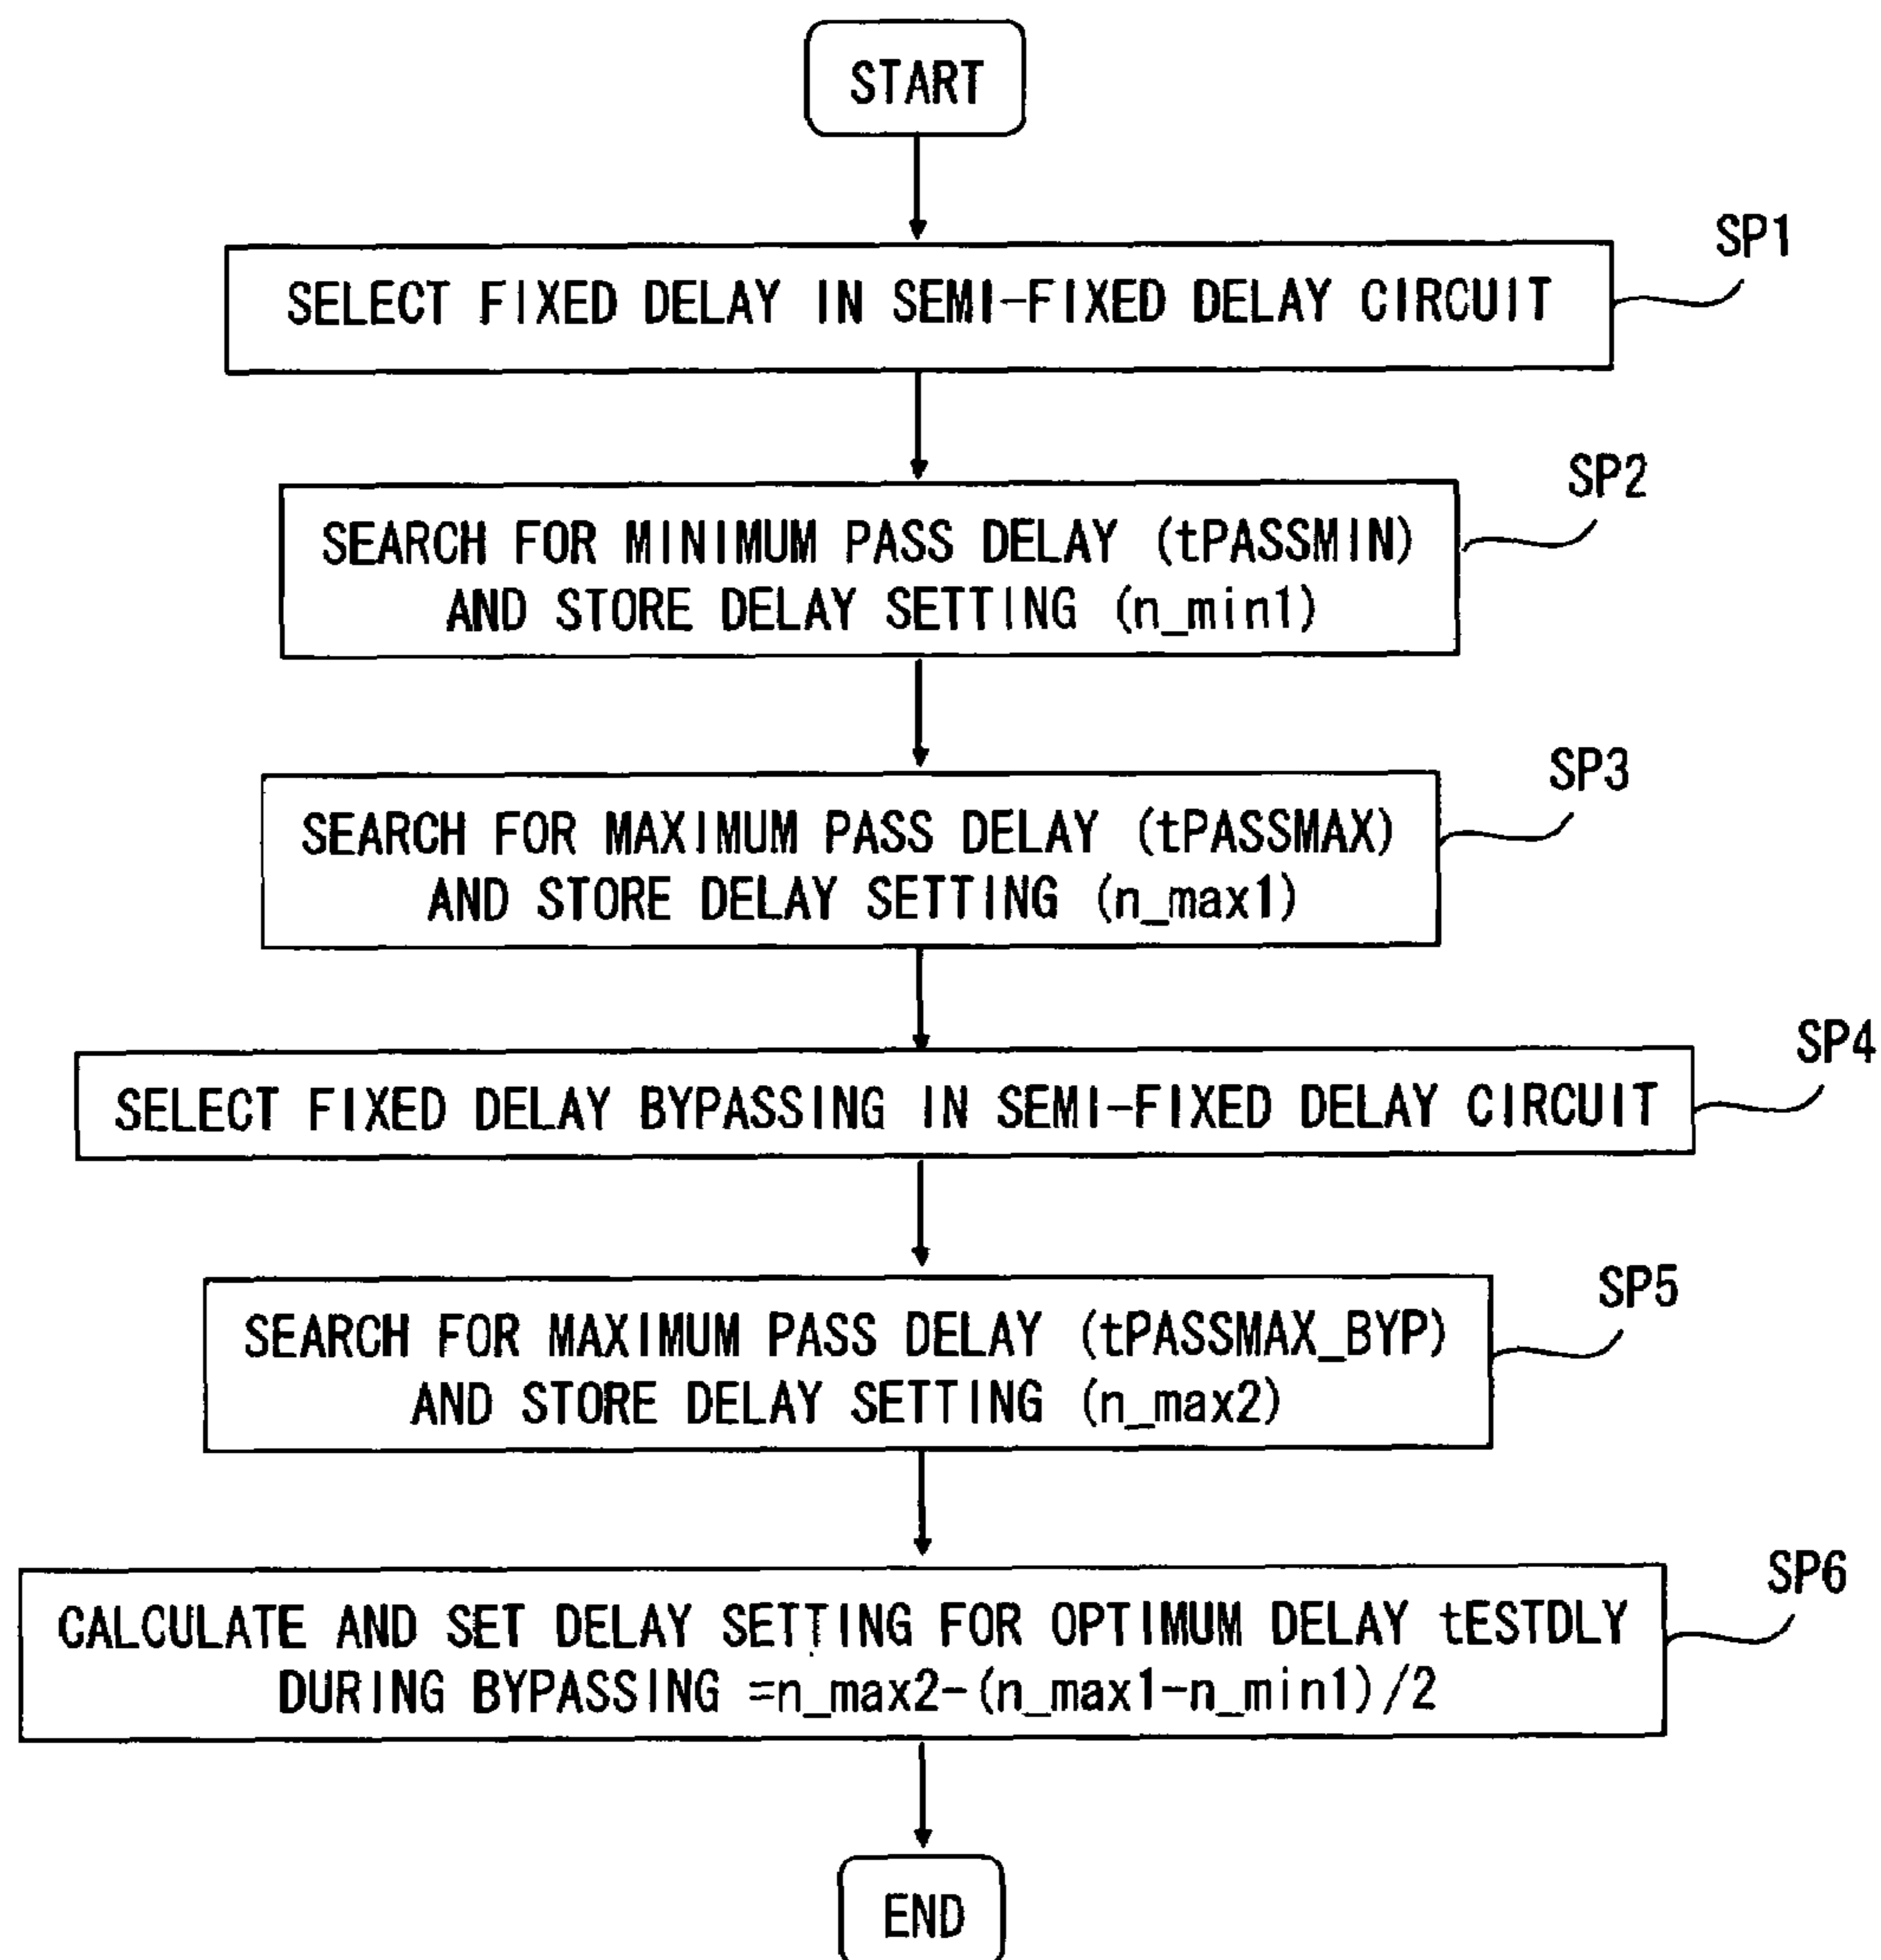 START
SP1
SELECT FIXED DELAY IN SEMI-FIXED DELAY CIRCUIT
SP2
SEARCH FOR MINIMUM PASS DELAY (tPASSMIN)
AND STORE DELAY SETTING (n_min1)
SP3
SEARCH FOR MAXIMUM PASS DELAY (tPASSMAX)
AND STORE DELAY SETTING (n_max1)
SP4
SELECT FIXED DELAY BYPASSING IN SEMI-FIXED DELAY CIRCUIT
SP5
SEARCH FOR MAXIMUM PASS DELAY (tPASSMAX_BYP)
AND STORE DELAY SETTING (n_max2)
SP6
CALCULATE AND SET DELAY SETTING FOR OPTIMUM DELAY tESTDLY
DURING BYPASSING =n_max2-(n_max1-n_min1)/2
END